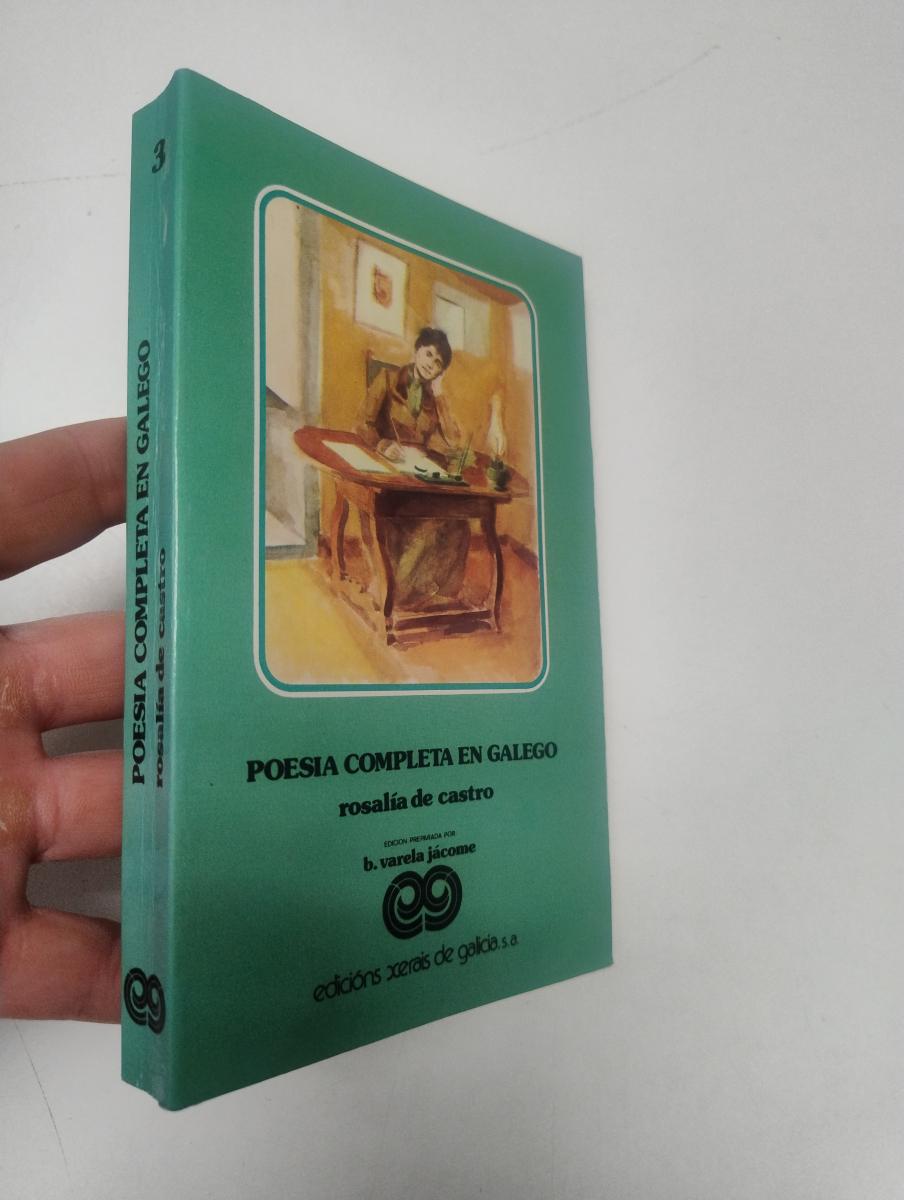 3
POESIA COMPLETA EN GALEGO
rosalía de castro
POESIA COMPLETA EN GALEGO
rosalía de castro
EDICION PREPARADA POR:
b. varela jácome
edicións xerais de galicia, s.a.